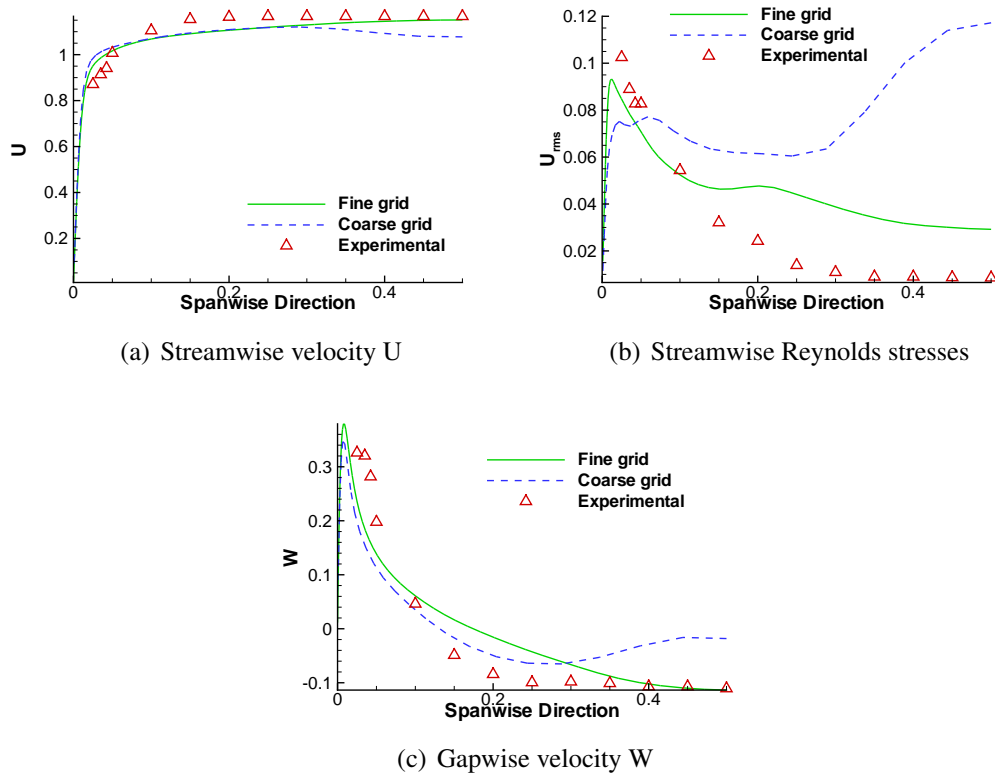 1
0.8
0.6
0.4
0.2
U
0
0.2
0.4
Spanwise Direction
Fine grid
Coarse grid
Experimental
(a) Streamwise velocity U
0.12
0.1
0.08
0.06
0.04
0.02
Urms
0
0.2
0.4
Spanwise Direction
Fine grid
Coarse grid
Experimental
(b) Streamwise Reynolds stresses
0.3
0.2
0.1
0
-0.1
W
0
0.4
Spanwise Direction
Fine grid
Coarse grid
Experimental
(c) Gapwise velocity W